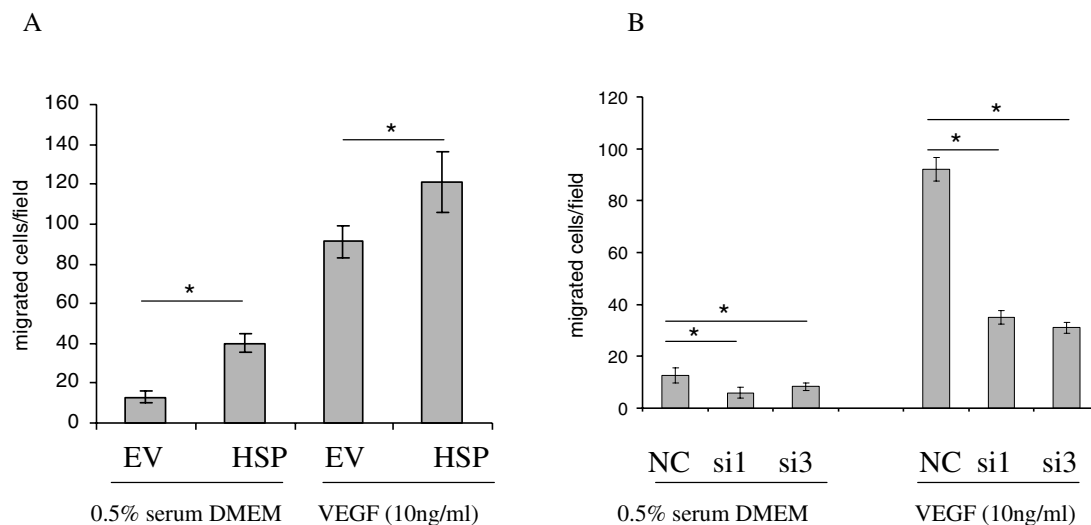 A
160
140
120
100
80
60
40
20
0
migrated cells/field
*
*
EV HSP EV HSP
0.5% serum DMEM VEGF (10ng/ml)
B
120
100
80
60
40
20
0
migrated cells/field
*
*
*
*
NC si1 si3 NC si1 si3
0.5% serum DMEM VEGF (10ng/ml)